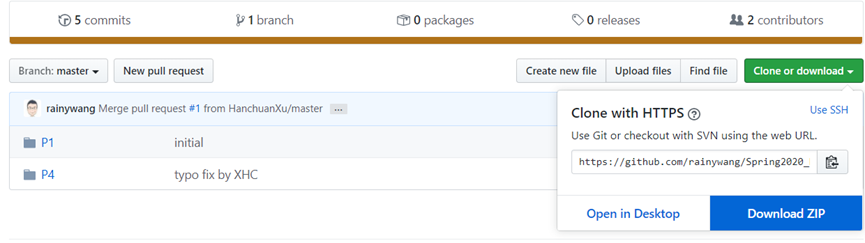 5 commits 1 branch 0 packages 0 releases 2 contributors
Branch: master New pull request Create new file Upload files Find file Clone or download
rainywang Merge pull request #1 from HanchuanXu/master ...
P1 initial
P4 typo fix by XHC
Clone with HTTPS ? Use SSH
Use Git or checkout with SVN using the web URL.
https://github.com/rainywang/Spring2020_
Open in Desktop Download ZIP